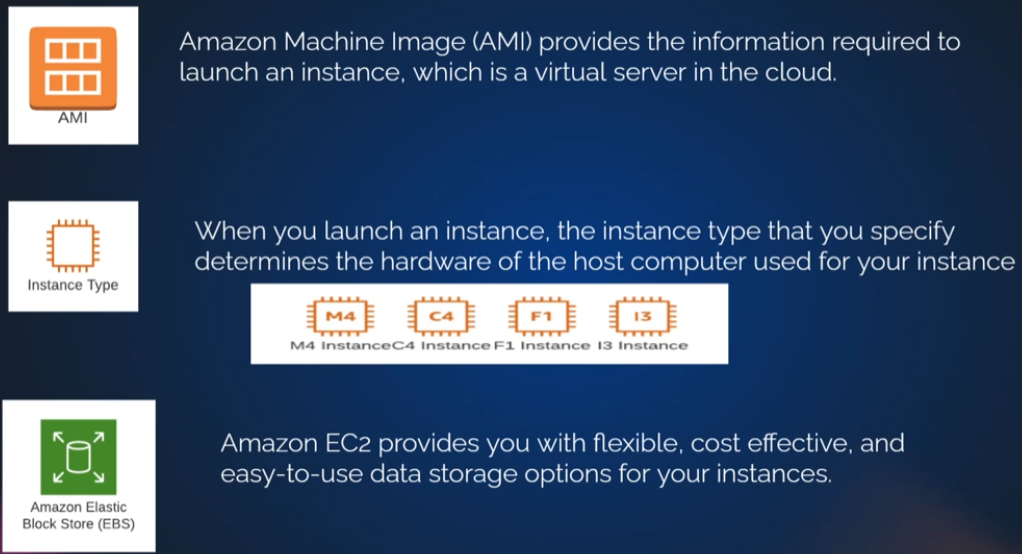 AMI
Amazon Machine Image (AMI) provides the information required to
launch an instance, which is a virtual server in the cloud.
Instance Type
When you launch an instance, the instance type that you specify
determines the hardware of the host computer used for your instance
M4 C4 F1 I3
M4 Instance C4 Instance F1 Instance I3 Instance
Amazon Elastic
Block Store (EBS)
Amazon EC2 provides you with flexible, cost effective, and
easy-to-use data storage options for your instances.